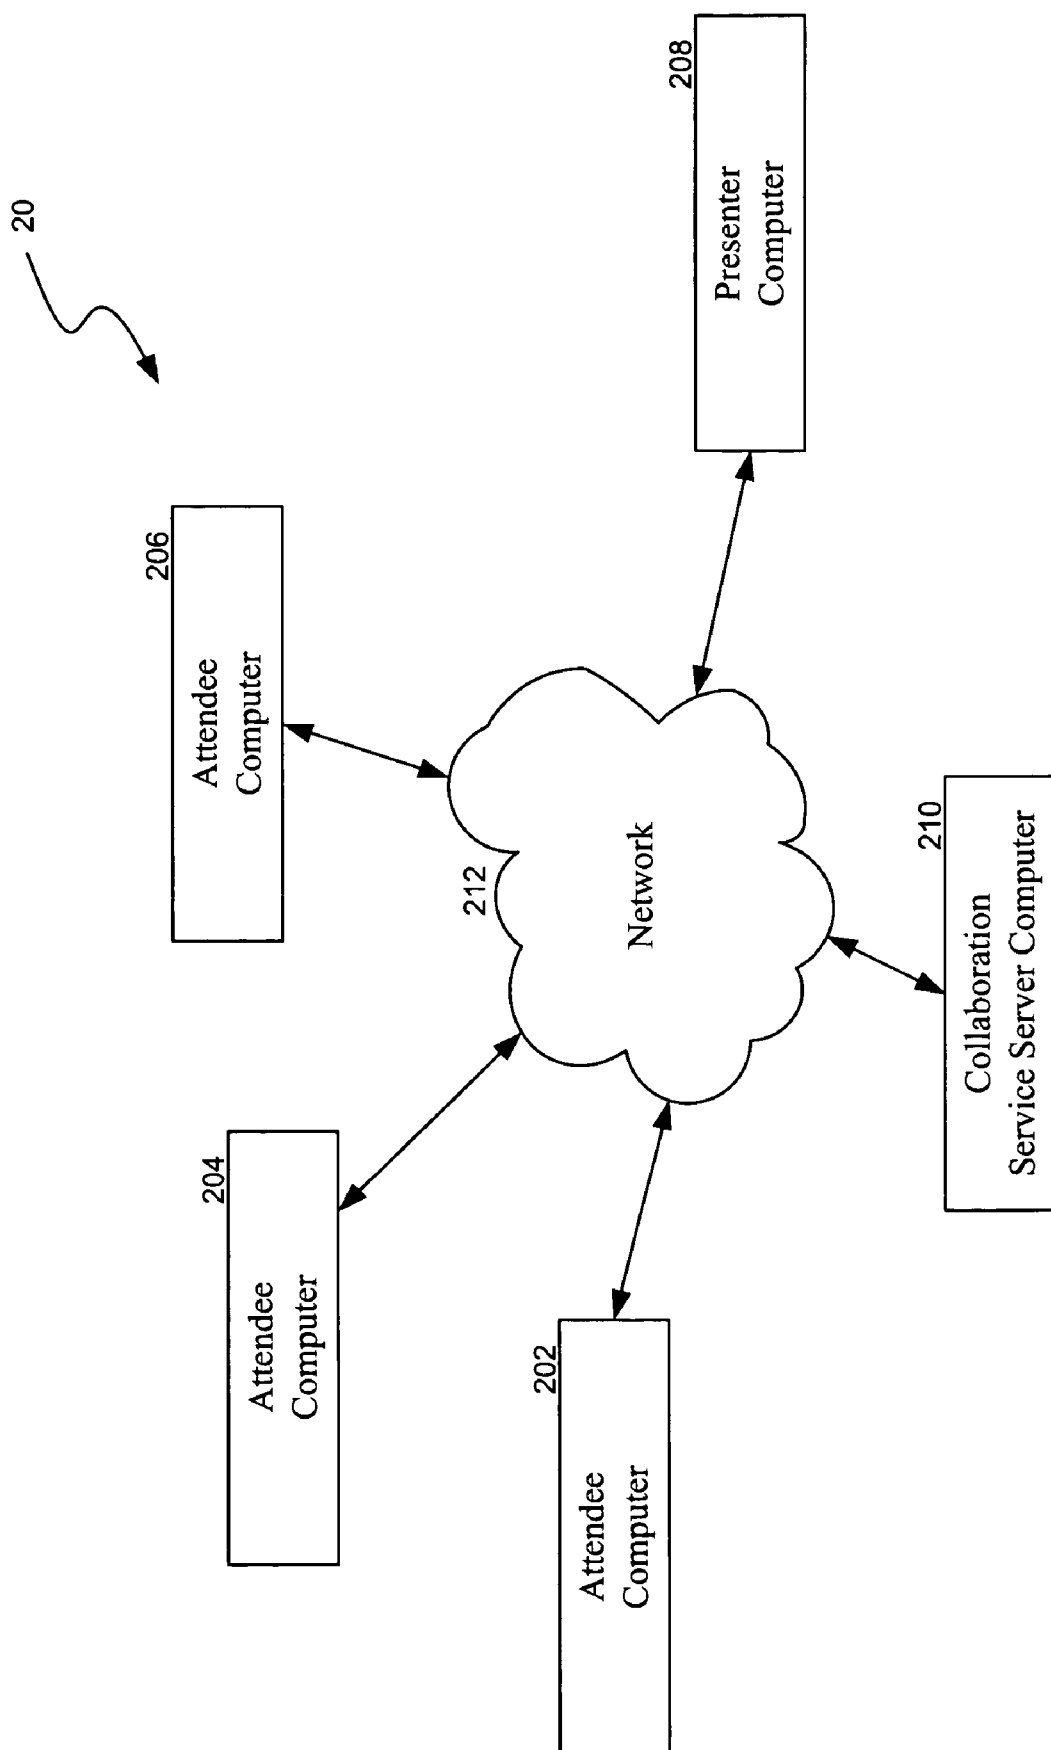 20
206
Attendee
Computer
204
Attendee
Computer
208
Presenter
Computer
212
Network
202
Attendee
Computer
210
Collaboration
Service Server Computer